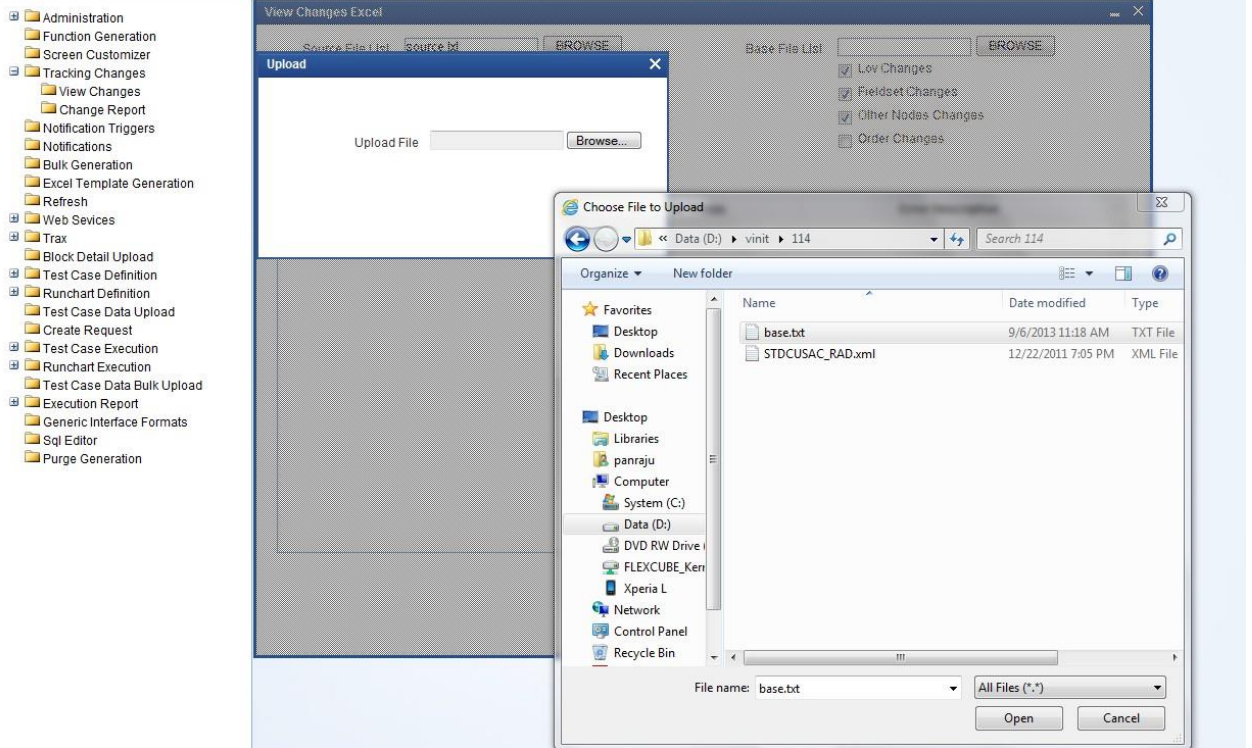 Administration
Function Generation
Screen Customizer
Tracking Changes
View Changes
Change Report
Notification Triggers
Notifications
Bulk Generation
Excel Template Generation
Refresh
Web Sevices
Trax
Block Detail Upload
Test Case Definition
Runchart Definition
Test Case Data Upload
Create Request
Test Case Execution
Runchart Execution
Test Case Data Bulk Upload
Execution Report
Generic Interface Formats
Sql Editor
Purge Generation
View Changes Excel
Source File List source.txt BROWSE
Base File List BROWSE
Lov Changes
Fieldset Changes
Other Nodes Changes
Order Changes
Upload
Upload File Browse...
Choose File to Upload
« Data (D:) vinit 114 Search 114
Organize New folder
Favorites
Desktop
Downloads
Recent Places
Desktop
Libraries
panraju
Computer
System (C:)
Data (D:)
DVD RW Drive
FLEXCUBE_Kern
Xperia L
Network
Control Panel
Recycle Bin
Name Date modified Type
base.txt 9/6/2013 11:18 AM TXT File
STDCUSAC_RAD.xml 12/22/2011 7:05 PM XML File
File name: base.txt All Files (*.*)
Open Cancel